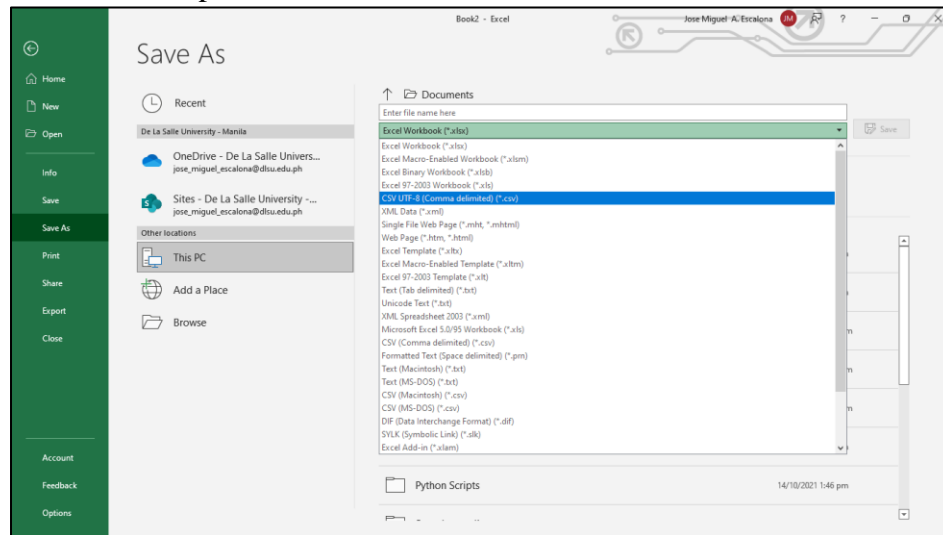 Book2 - Excel
Jose Miguel A. Escalona
JM
?
Save As
Home
New
Open
Info
Save
Save As
Print
Share
Export
Close
Account
Feedback
Options
Recent
De La Salle University - Manila
OneDrive - De La Salle Univers...
jose_miguel_escalona@dlsu.edu.ph
Sites - De La Salle University -...
jose_miguel_escalona@dlsu.edu.ph
Other locations
This PC
Add a Place
Browse
Documents
Enter file name here
Excel Workbook (*.xlsx)
Save
Excel Workbook (*.xlsx)
Excel Macro-Enabled Workbook (*.xlsm)
Excel Binary Workbook (*.xlsb)
Excel 97-2003 Workbook (*.xls)
CSV UTF-8 (Comma delimited) (*.csv)
XML Data (*.xml)
Single File Web Page (*.mht, *.mhtml)
Web Page (*.htm, *.html)
Excel Template (*.xltx)
Excel Macro-Enabled Template (*.xltm)
Excel 97-2003 Template (*.xlt)
Text (Tab delimited) (*.txt)
Unicode Text (*.txt)
XML Spreadsheet 2003 (*.xml)
Microsoft Excel 5.0/95 Workbook (*.xls)
CSV (Comma delimited) (*.csv)
Formatted Text (Space delimited) (*.prn)
Text (Macintosh) (*.txt)
Text (MS-DOS) (*.txt)
CSV (Macintosh) (*.csv)
CSV (MS-DOS) (*.csv)
DIF (Data Interchange Format) (*.dif)
SYLK (Symbolic Link) (*.slk)
Excel Add-in (*.xlam)
Python Scripts
14/10/2021 1:46 pm